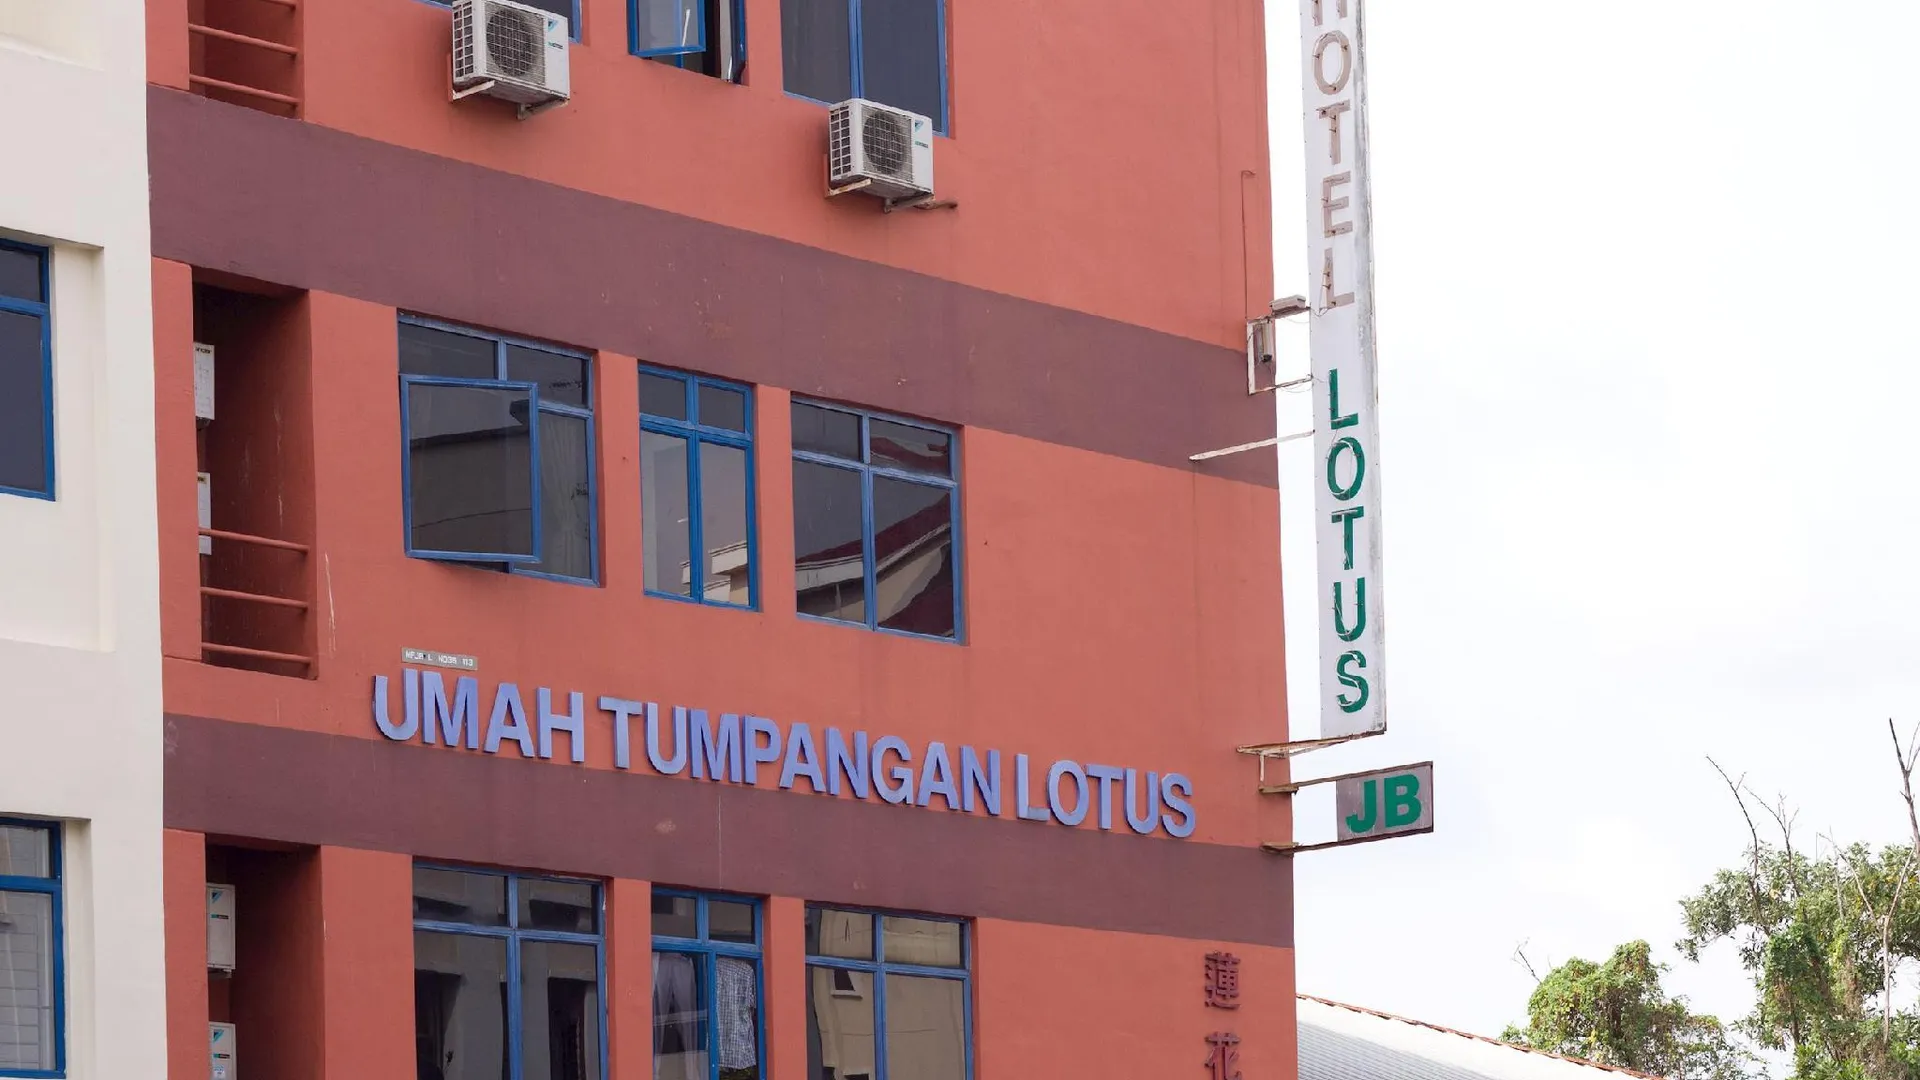 HOTEL LOTUS
JB
UMAH TUMPANGAN LOTUS
蓮花